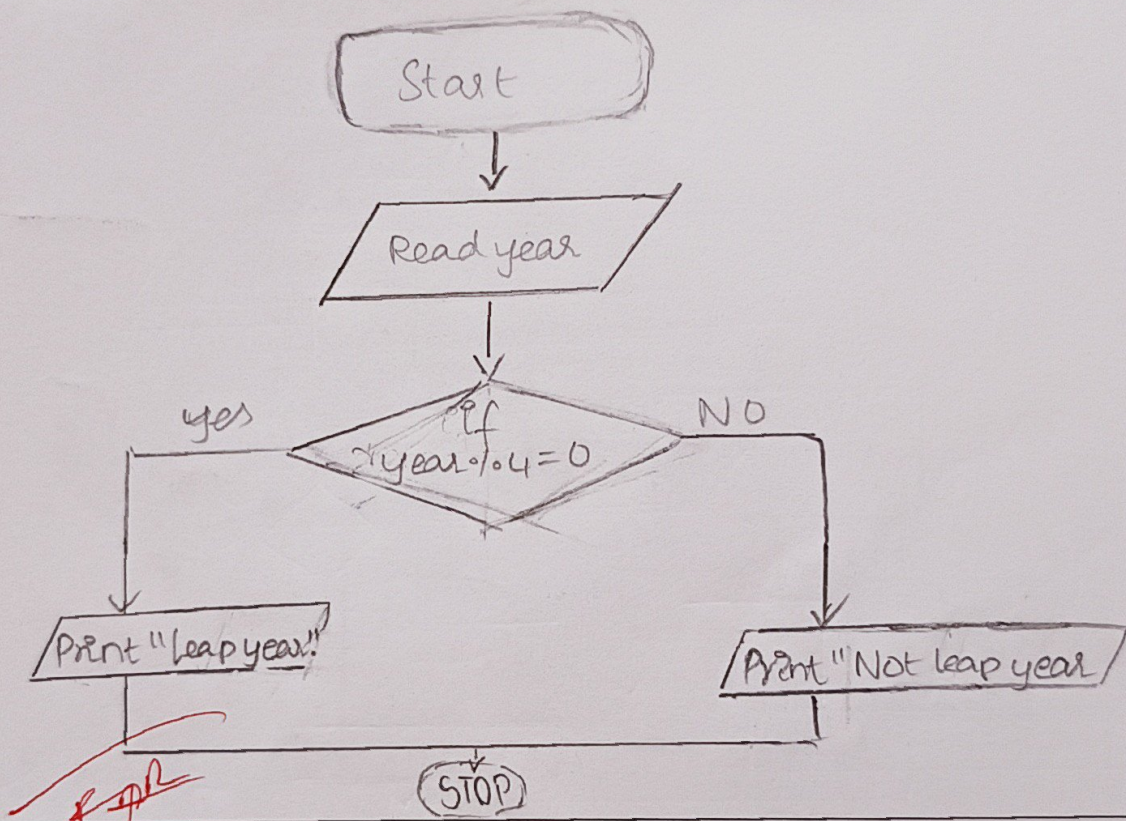 Start
Read year
if
year%4=0
yes
NO
Print "leap year"
Print "Not leap year
STOP